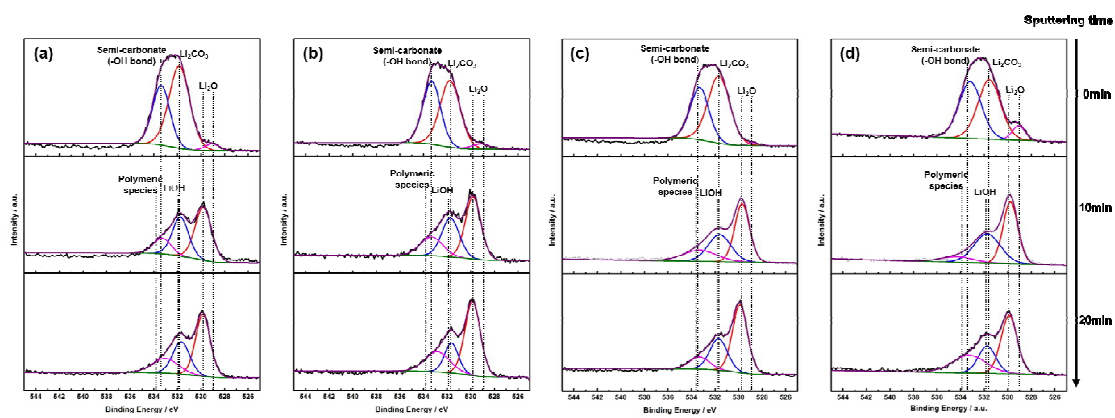 Sputtering time
(a)
Semi-carbonate
(-OH bond)
Li2CO3
Li2O
Polymeric
species
LiOH
Intensity / a.u.
544 542 540 538 536 534 532 530 528 526
Binding Energy / eV
(b)
Semi-carbonate
(-OH bond)
Li2CO3
Li2O
Polymeric
species
LiOH
Intensity / a.u.
544 542 540 538 536 534 532 530 528 526
Binding Energy / eV
(c)
Semi-carbonate
(-OH bond)
Li2CO3
Li2O
Polymeric
species
LiOH
Intensity / a.u.
544 542 540 538 536 534 532 530 528 526
Binding Energy / eV
(d)
Semi-carbonate
(-OH bond)
Li2CO3
Li2O
Polymeric
species
LiOH
Intensity / a.u.
544 542 540 538 536 534 532 530 528 526
Binding Energy / a.u.
0min
10min
20min